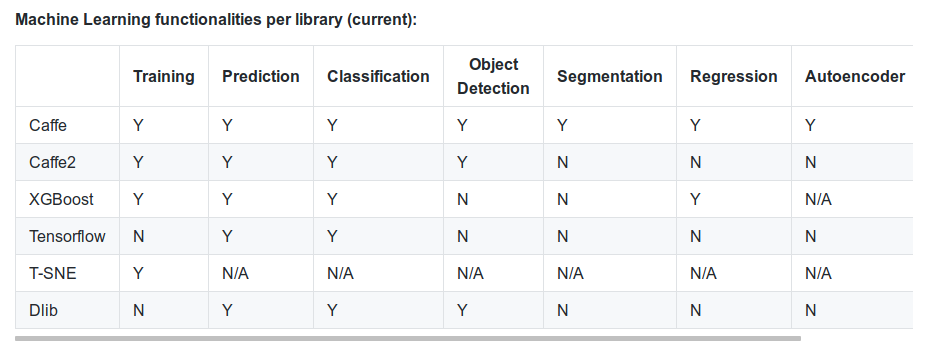 Machine Learning functionalities per library (current):
Training Prediction Classification Object Detection Segmentation Regression Autoencoder
Caffe Y Y Y Y Y Y Y
Caffe2 Y Y Y Y N N N
XGBoost Y Y Y N N Y N/A
Tensorflow N Y Y N N N N
T-SNE Y N/A N/A N/A N/A N/A N/A
Dlib N Y Y Y N N N